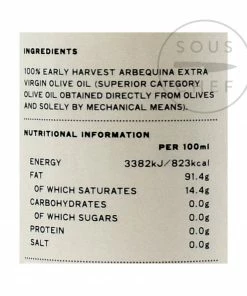 SOUS
CHEF
INGREDIENTS
100% EARLY HARVEST ARBEQUINA EXTRA
VIRGIN OLIVE OIL (SUPERIOR CATEGORY
OLIVE OIL OBTAINED DIRECTLY FROM OLIVES
AND SOLELY BY MECHANICAL MEANS).
NUTRITIONAL INFORMATION
PER 100ml
ENERGY 3382kJ/823kcal
FAT 91.4g
OF WHICH SATURATES 14.4g
CARBOHYDRATES 0.0g
OF WHICH SUGARS 0.0g
PROTEIN 0.0g
SALT 0.0g